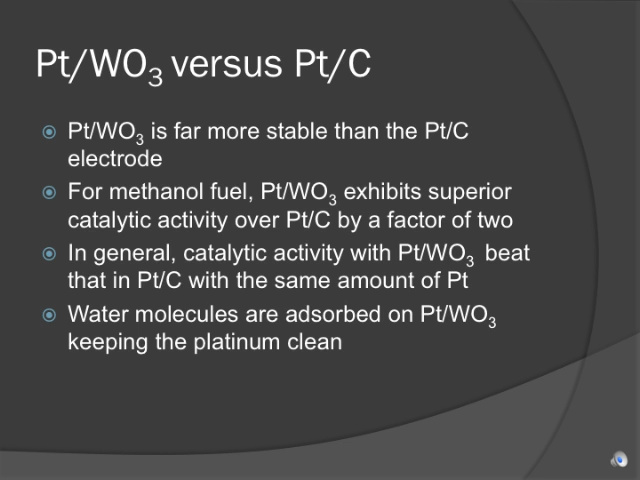 Pt/WO₃ versus Pt/C
Pt/WO₃ is far more stable than the Pt/C
electrode
For methanol fuel, Pt/WO₃ exhibits superior
catalytic activity over Pt/C by a factor of two
In general, catalytic activity with Pt/WO₃ beat
that in Pt/C with the same amount of Pt
Water molecules are adsorbed on Pt/WO₃
keeping the platinum clean